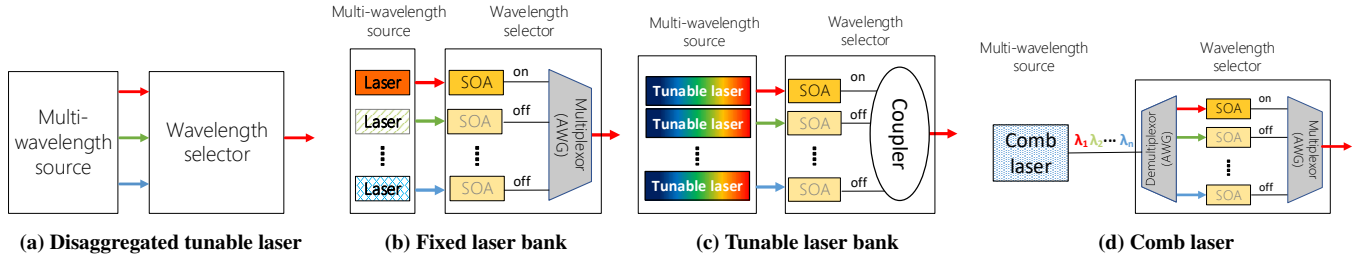 Multi-
wavelength
source
Wavelength
selector
(a) Disaggregated tunable laser
Multi-wavelength
source
Wavelength
selector
Laser
SOA
on
Laser
SOA
off
Laser
SOA
off
Multiplexor
(AWG)
(b) Fixed laser bank
Multi-wavelength
source
Wavelength
selector
Tunable laser
SOA
on
Tunable laser
SOA
off
Tunable laser
SOA
off
Coupler
(c) Tunable laser bank
Multi-wavelength
source
Wavelength
selector
Comb
laser
λ1 λ2 ••• λn
Demultiplexor
(AWG)
SOA
on
SOA
off
SOA
off
Multiplexor
(AWG)
(d) Comb laser